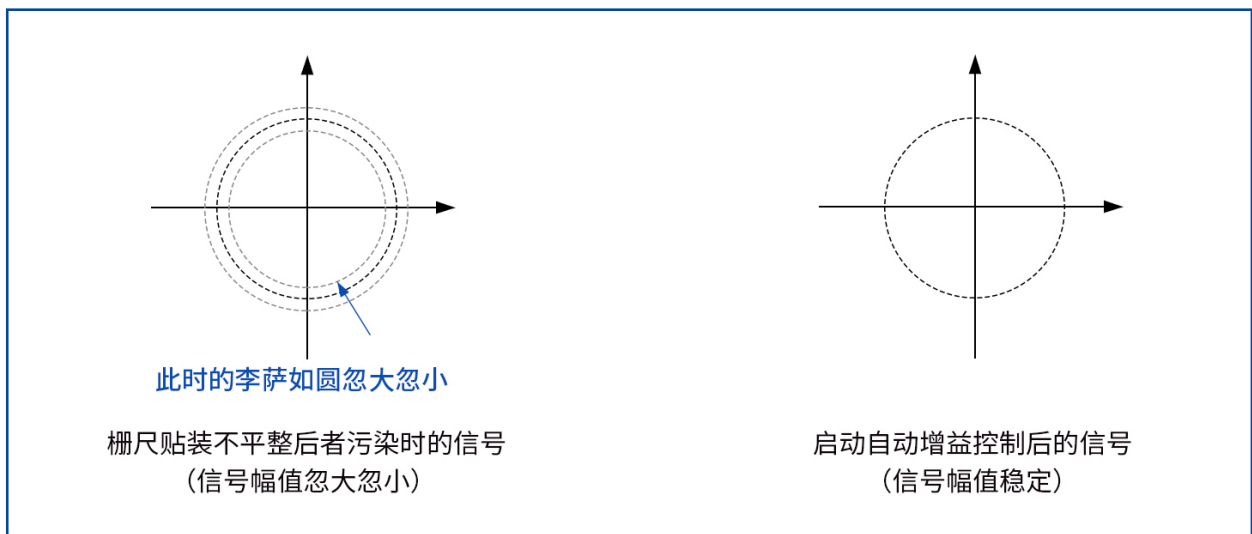 此时的李萨如圆忽大忽小
栅尺贴装不平整后者污染时的信号
（信号幅值忽大忽小）
启动自动增益控制后的信号
（信号幅值稳定）